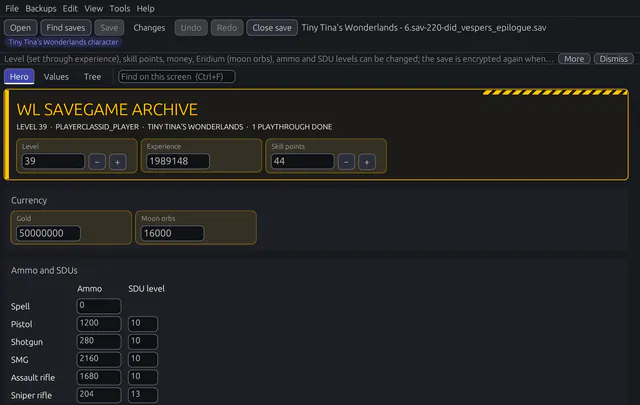 File Backups Edit View Tools Help
Open Find saves Save Changes Undo Redo Close save Tiny Tina's Wonderlands - 6.sav-220-did_vespers_epilogue.sav
Tiny Tina's Wonderlands character
Level (set through experience), skill points, money, Eridium (moon orbs), ammo and SDU levels can be changed; the save is encrypted again when... More Dismiss
Hero Values Tree Find on this screen (Ctrl+F)
WL SAVEGAME ARCHIVE
LEVEL 39 · PLAYERCLASSID_PLAYER · TINY TINA'S WONDERLANDS · 1 PLAYTHROUGH DONE
Level Experience Skill points
39 − + 1989148 44 − +
Currency
Gold Moon orbs
50000000 16000
Ammo and SDUs
Ammo SDU level
Spell 0
Pistol 1200 10
Shotgun 280 10
SMG 2160 10
Assault rifle 1680 10
Sniper rifle 204 13